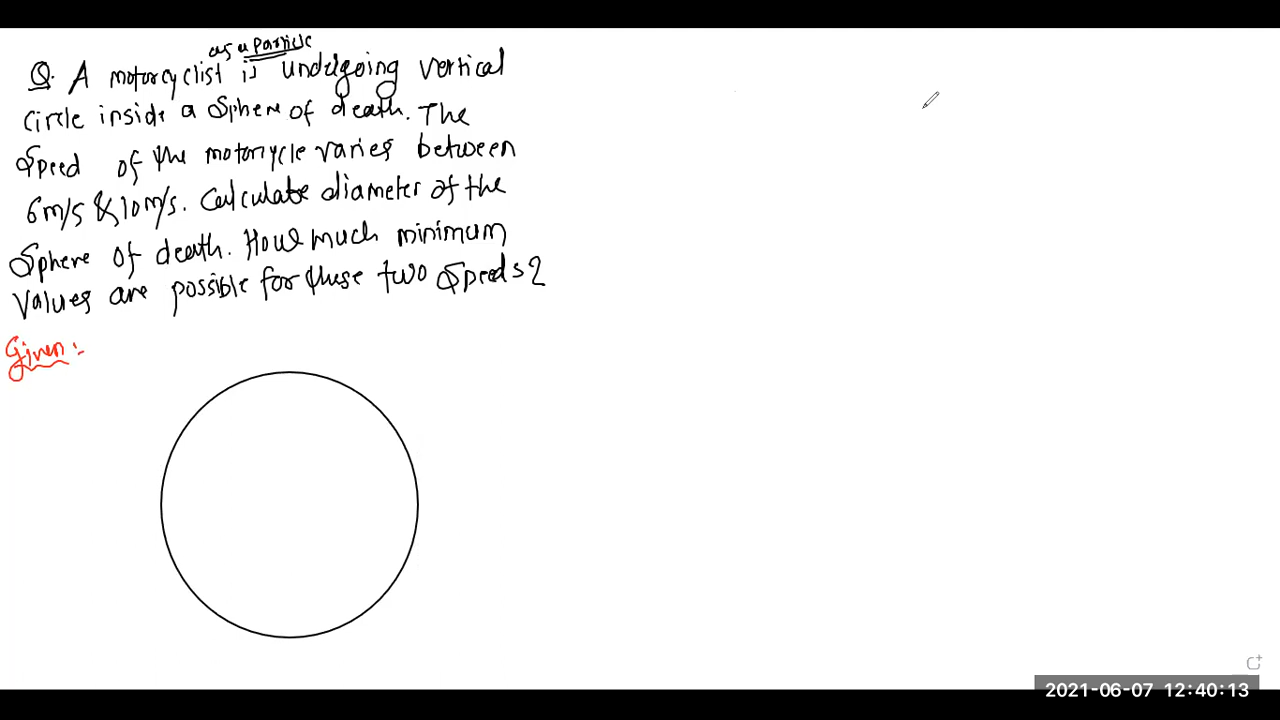 as a particle
Q. A motorcyclist is undergoing vertical
circle inside a Sphere of death. The
Speed of the motorcycle varies between
6m/s & 10m/s. Calculate diameter of the
Sphere of death. How much minimum
values are possible for these two Speeds?
Given:
2021-06-07 12:40:13